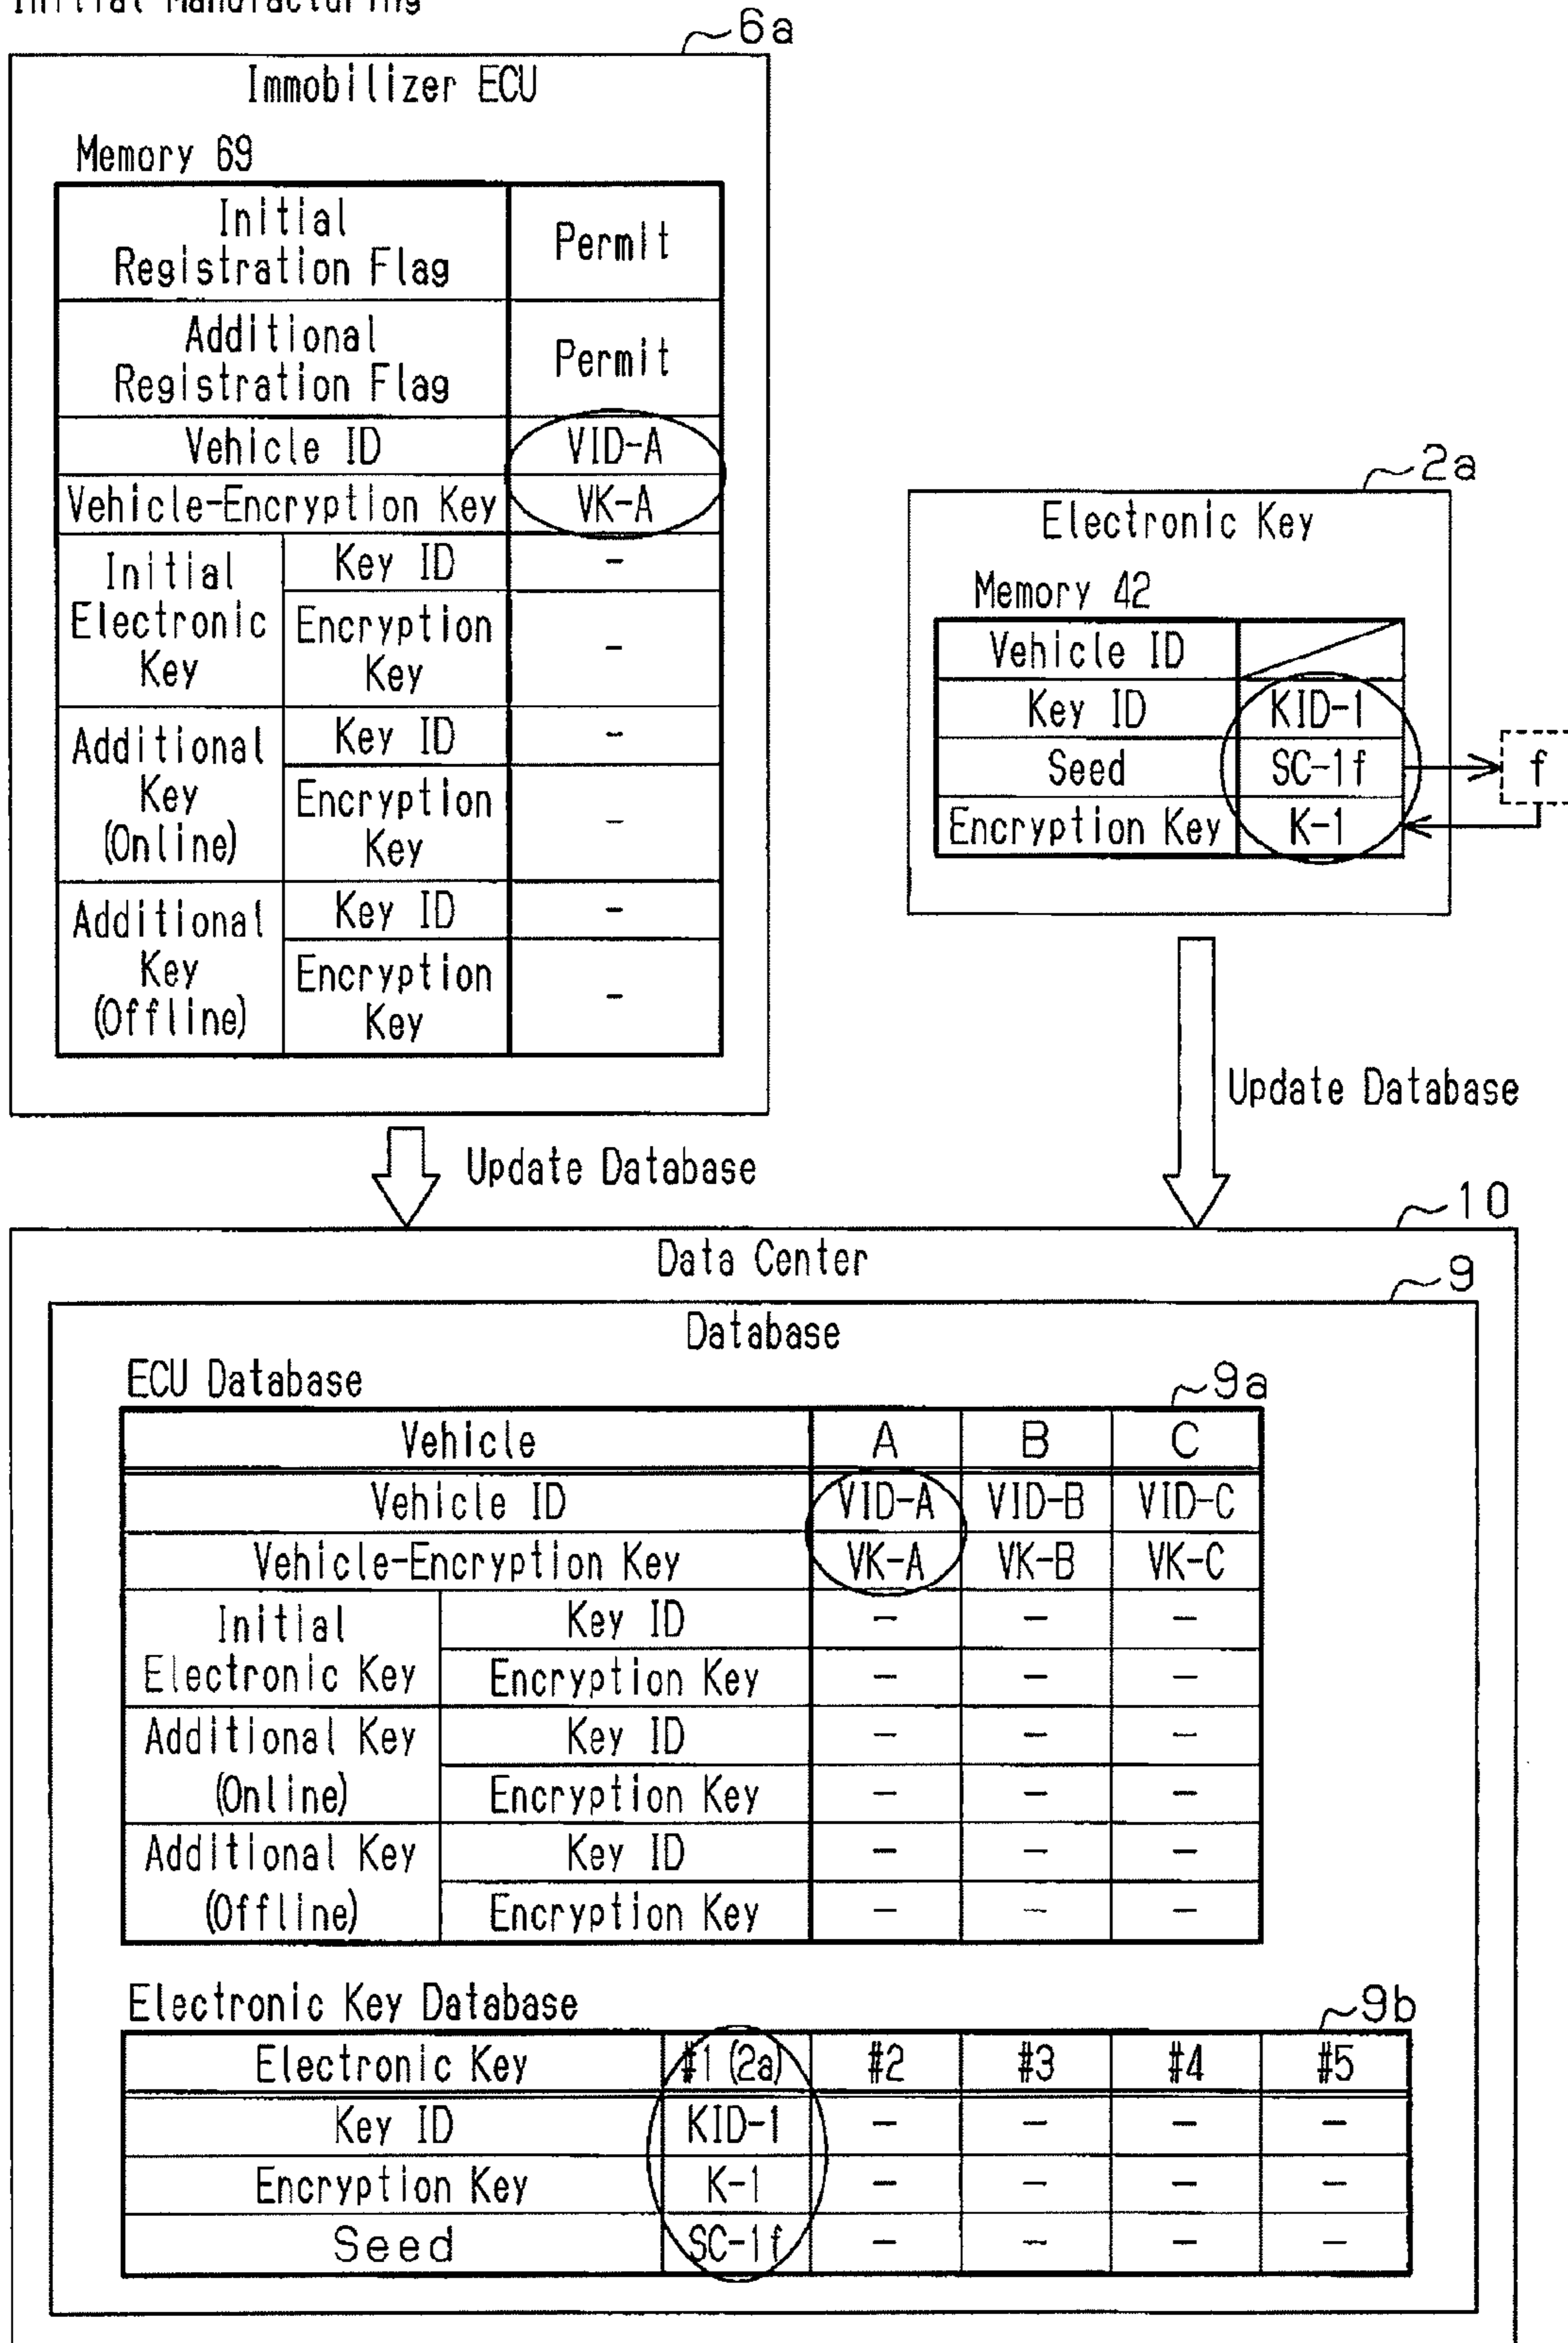 Initial Manufacturing
6a
Immobilizer ECU
Memory 69
Initial Registration Flag Permit
Additional Registration Flag Permit
Vehicle ID VID-A
Vehicle-Encryption Key VK-A
Initial Electronic Key Key ID -
Encryption Key -
Additional Key (Online) Key ID -
Encryption Key -
Additional Key (Offline) Key ID -
Encryption Key -
2a
Electronic Key
Memory 42
Vehicle ID
Key ID KID-1
Seed SC-1f
Encryption Key K-1
f
Update Database
Update Database
10
Data Center
9
Database
ECU Database
9a
Vehicle A B C
Vehicle ID VID-A VID-B VID-C
Vehicle-Encryption Key VK-A VK-B VK-C
Initial Electronic Key Key ID - - -
Encryption Key - - -
Additional Key (Online) Key ID - - -
Encryption Key - - -
Additional Key (Offline) Key ID - - -
Encryption Key - - -
Electronic Key Database
9b
Electronic Key #1 (2a) #2 #3 #4 #5
Key ID KID-1 - - - -
Encryption Key K-1 - - - -
Seed SC-1f - - - -